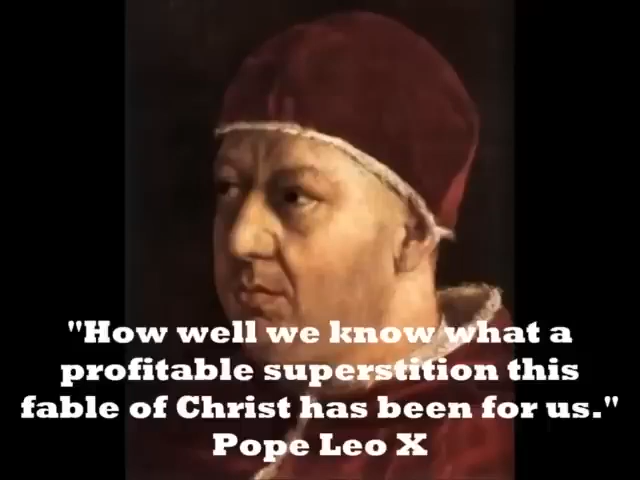 "How well we know what a
profitable superstition this
fable of Christ has been for us."
Pope Leo X